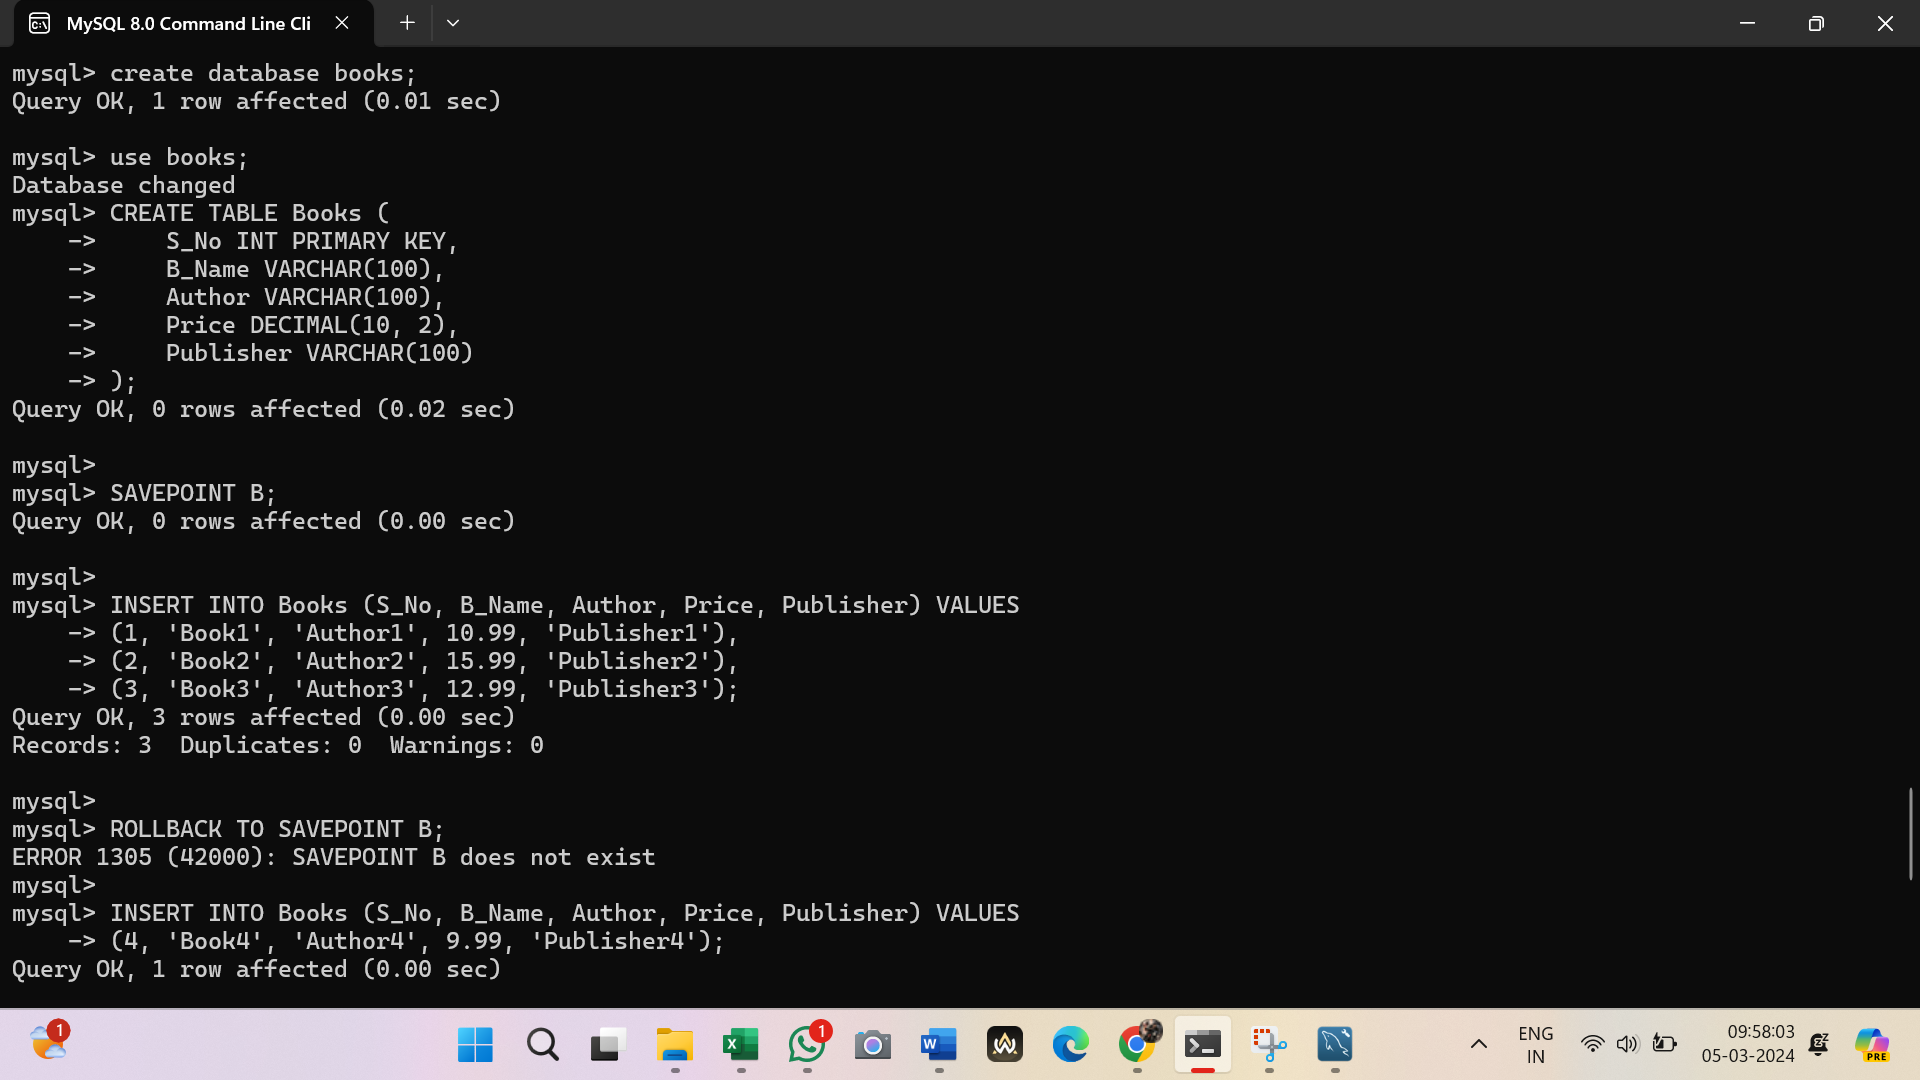 MySQL 8.0 Command Line Cli
mysql> create database books;
Query OK, 1 row affected (0.01 sec)
mysql> use books;
Database changed
mysql> CREATE TABLE Books (
    ->     S_No INT PRIMARY KEY,
    ->     B_Name VARCHAR(100),
    ->     Author VARCHAR(100),
    ->     Price DECIMAL(10, 2),
    ->     Publisher VARCHAR(100)
    -> );
Query OK, 0 rows affected (0.02 sec)
mysql>
mysql> SAVEPOINT B;
Query OK, 0 rows affected (0.00 sec)
mysql>
mysql> INSERT INTO Books (S_No, B_Name, Author, Price, Publisher) VALUES
    -> (1, 'Book1', 'Author1', 10.99, 'Publisher1'),
    -> (2, 'Book2', 'Author2', 15.99, 'Publisher2'),
    -> (3, 'Book3', 'Author3', 12.99, 'Publisher3');
Query OK, 3 rows affected (0.00 sec)
Records: 3  Duplicates: 0  Warnings: 0
mysql>
mysql> ROLLBACK TO SAVEPOINT B;
ERROR 1305 (42000): SAVEPOINT B does not exist
mysql>
mysql> INSERT INTO Books (S_No, B_Name, Author, Price, Publisher) VALUES
    -> (4, 'Book4', 'Author4', 9.99, 'Publisher4');
Query OK, 1 row affected (0.00 sec)
1
1
ENG
IN
09:58:03
05-03-2024
PRE